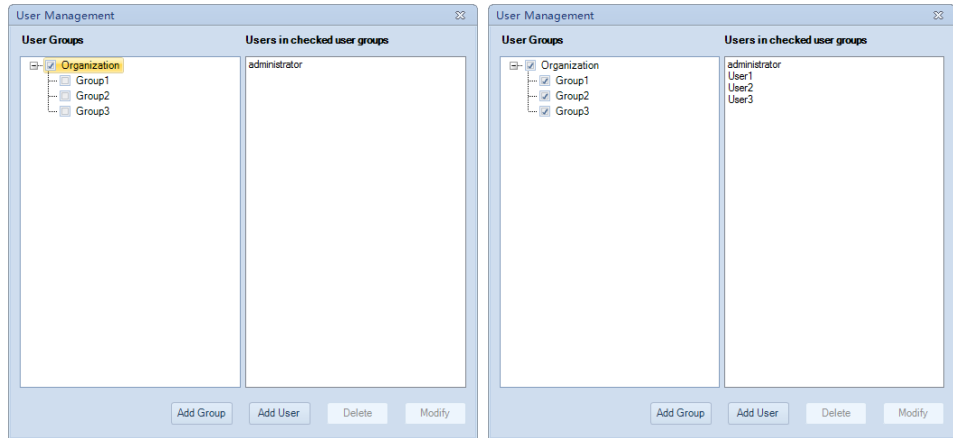 User Management
User Groups
Users in checked user groups
Organization
Group1
Group2
Group3
administrator
Add Group
Add User
Delete
Modify
User Management
User Groups
Users in checked user groups
Organization
Group1
Group2
Group3
administrator
User1
User2
User3
Add Group
Add User
Delete
Modify